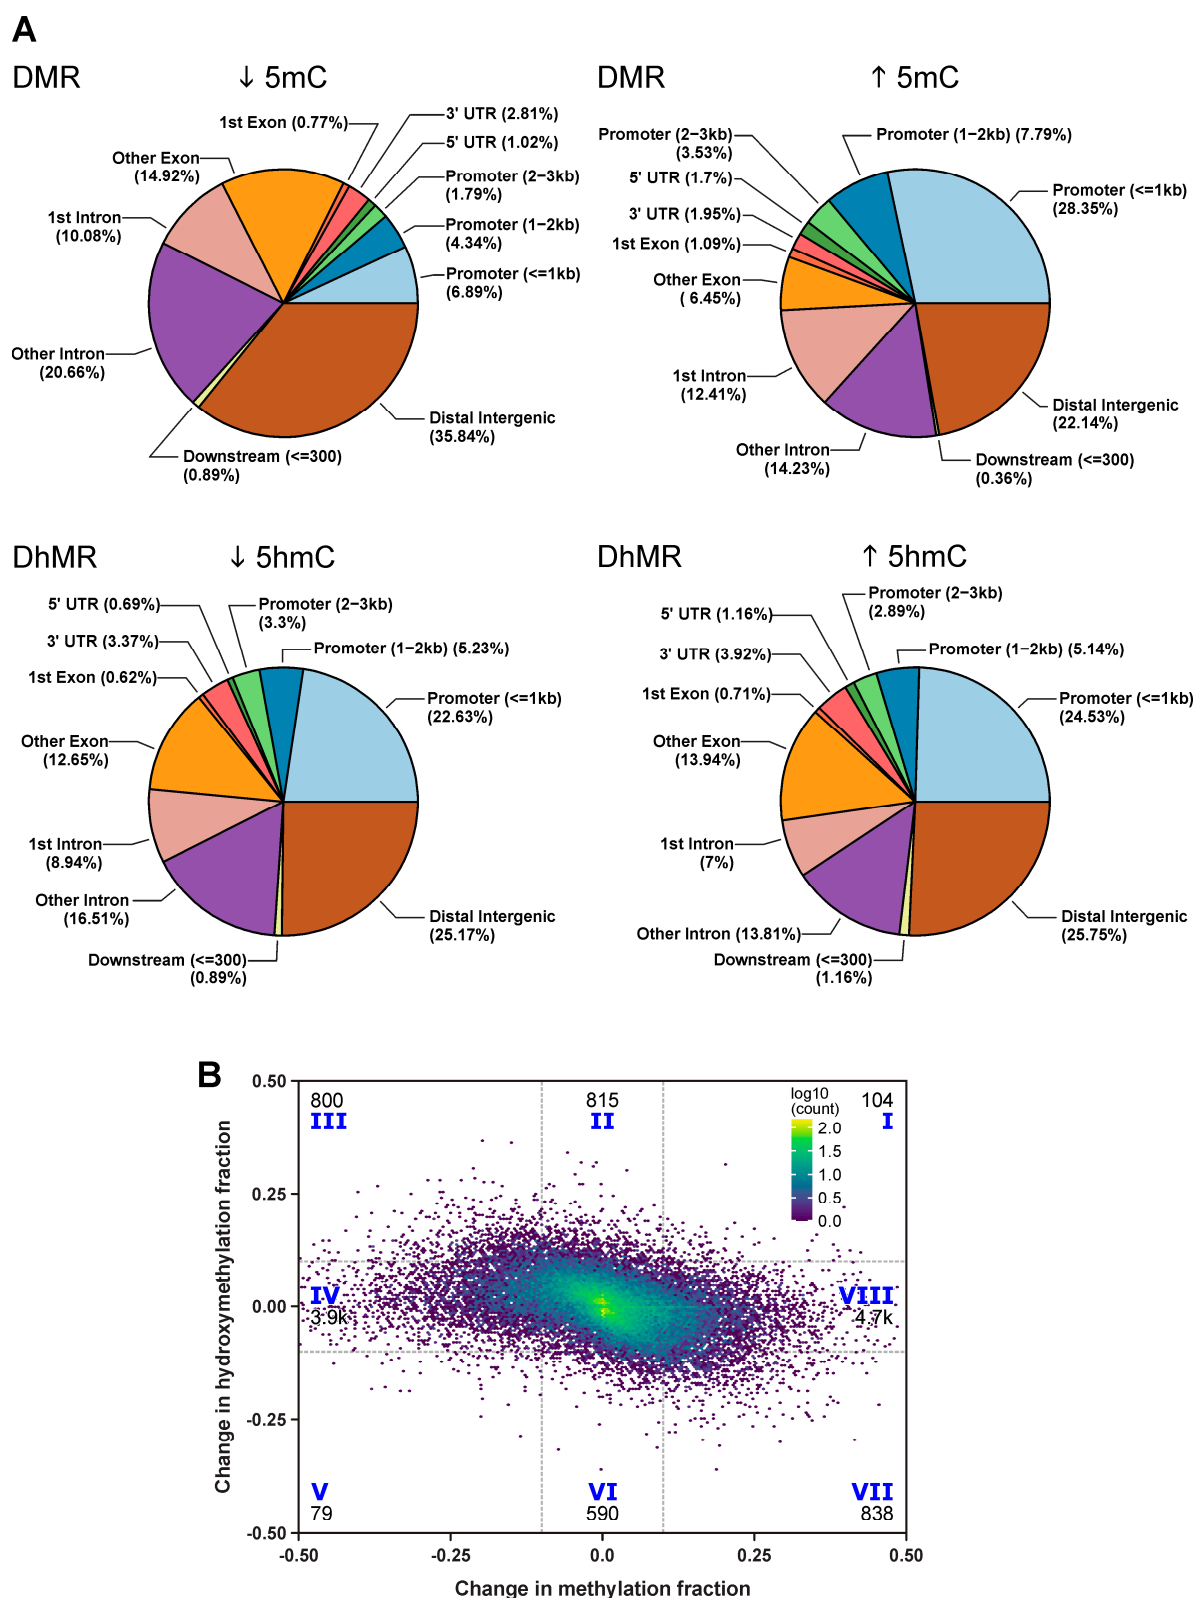 A
DMR
↓ 5mC
1st Exon (0.77%)
3' UTR (2.81%)
5' UTR (1.02%)
Other Exon
(14.92%)
Promoter (2−3kb)
(1.79%)
1st Intron
(10.08%)
Promoter (1−2kb)
(4.34%)
Promoter (<=1kb)
(6.89%)
Other Intron
(20.66%)
Distal Intergenic
(35.84%)
Downstream (<=300)
(0.89%)
DMR
↑ 5mC
Promoter (2−3kb)
(3.53%)
Promoter (1−2kb) (7.79%)
5' UTR (1.7%)
Promoter (<=1kb)
(28.35%)
3' UTR (1.95%)
1st Exon (1.09%)
Other Exon
( 6.45%)
1st Intron
(12.41%)
Distal Intergenic
(22.14%)
Other Intron
(14.23%)
Downstream (<=300)
(0.36%)
DhMR
↓ 5hmC
5' UTR (0.69%)
Promoter (2−3kb)
(3.3%)
3' UTR (3.37%)
Promoter (1−2kb) (5.23%)
1st Exon (0.62%)
Promoter (<=1kb)
(22.63%)
Other Exon
(12.65%)
1st Intron
(8.94%)
Other Intron
(16.51%)
Distal Intergenic
(25.17%)
Downstream (<=300)
(0.89%)
DhMR
↑ 5hmC
Promoter (2−3kb)
(2.89%)
5' UTR (1.16%)
3' UTR (3.92%)
Promoter (1−2kb) (5.14%)
1st Exon (0.71%)
Promoter (<=1kb)
(24.53%)
Other Exon
(13.94%)
1st Intron
(7%)
Distal Intergenic
(25.75%)
Other Intron (13.81%)
Downstream (<=300)
(1.16%)
B
Change in hydroxymethylation fraction
0.50
0.25
0.00
-0.25
-0.50
800
III
815
II
104
I
log10
(count)
2.0
1.5
1.0
0.5
0.0
IV
3.9k
VIII
4.7k
V
79
VI
590
VII
838
-0.50
-0.25
0.0
0.25
0.50
Change in methylation fraction